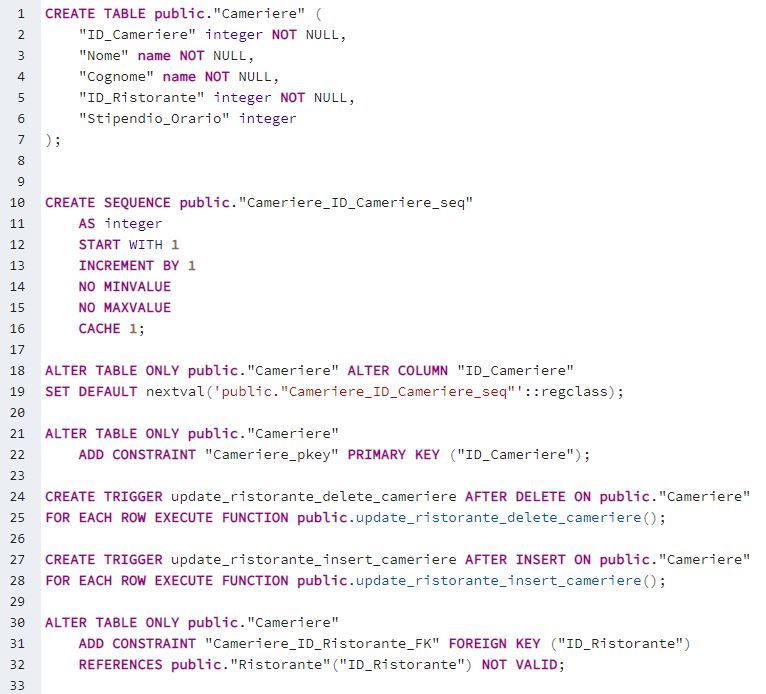 1 CREATE TABLE public."Cameriere" (
2     "ID_Cameriere" integer NOT NULL,
3     "Nome" name NOT NULL,
4     "Cognome" name NOT NULL,
5     "ID_Ristorante" integer NOT NULL,
6     "Stipendio_Orario" integer
7 );
8
9
10 CREATE SEQUENCE public."Cameriere_ID_Cameriere_seq"
11     AS integer
12     START WITH 1
13     INCREMENT BY 1
14     NO MINVALUE
15     NO MAXVALUE
16     CACHE 1;
17
18 ALTER TABLE ONLY public."Cameriere" ALTER COLUMN "ID_Cameriere"
19 SET DEFAULT nextval('public."Cameriere_ID_Cameriere_seq"'::regclass);
20
21 ALTER TABLE ONLY public."Cameriere"
22     ADD CONSTRAINT "Cameriere_pkey" PRIMARY KEY ("ID_Cameriere");
23
24 CREATE TRIGGER update_ristorante_delete_cameriere AFTER DELETE ON public."Cameriere"
25 FOR EACH ROW EXECUTE FUNCTION public.update_ristorante_delete_cameriere();
26
27 CREATE TRIGGER update_ristorante_insert_cameriere AFTER INSERT ON public."Cameriere"
28 FOR EACH ROW EXECUTE FUNCTION public.update_ristorante_insert_cameriere();
29
30 ALTER TABLE ONLY public."Cameriere"
31     ADD CONSTRAINT "Cameriere_ID_Ristorante_FK" FOREIGN KEY ("ID_Ristorante")
32     REFERENCES public."Ristorante"("ID_Ristorante") NOT VALID;
33